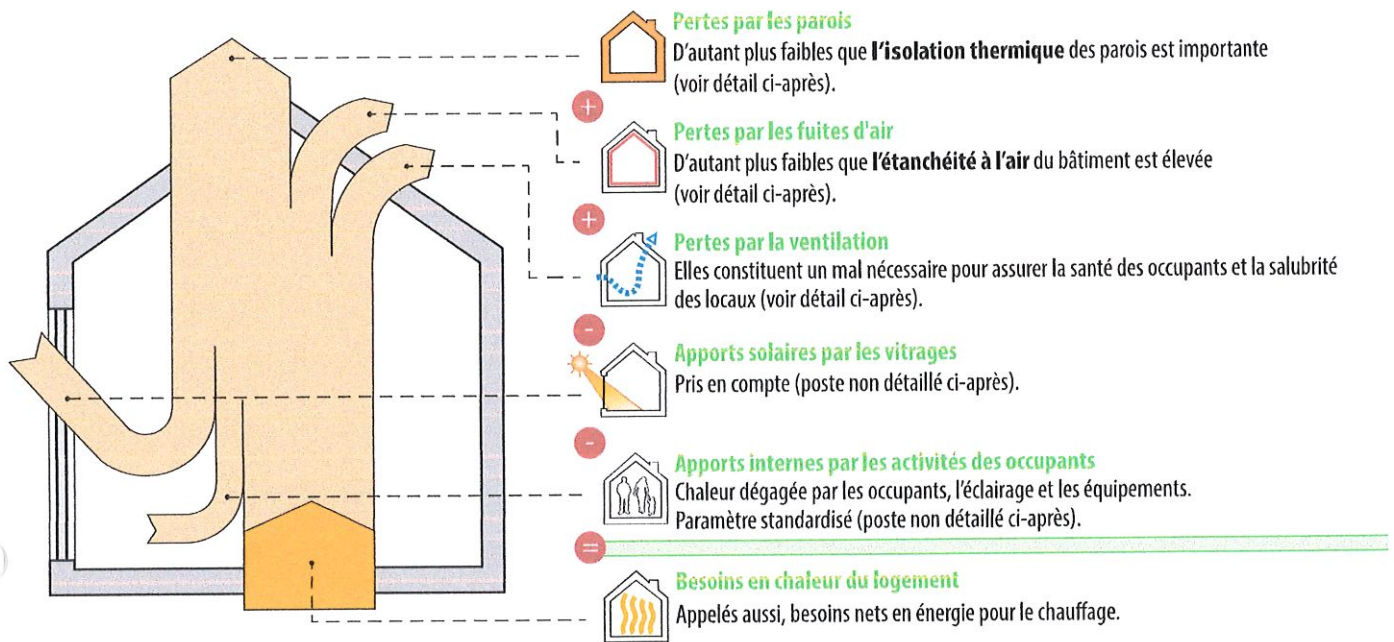 Pertes par les parois
D'autant plus faibles que l'isolation thermique des parois est importante
(voir détail ci-après).
+
Pertes par les fuites d'air
D'autant plus faibles que l'étanchéité à l'air du bâtiment est élevée
(voir détail ci-après).
+
Pertes par la ventilation
Elles constituent un mal nécessaire pour assurer la santé des occupants et la salubrité
des locaux (voir détail ci-après).
-
Apports solaires par les vitrages
Pris en compte (poste non détaillé ci-après).
-
Apports internes par les activités des occupants
Chaleur dégagée par les occupants, l'éclairage et les équipements.
Paramètre standardisé (poste non détaillé ci-après).
=
Besoins en chaleur du logement
Appelés aussi, besoins nets en énergie pour le chauffage.